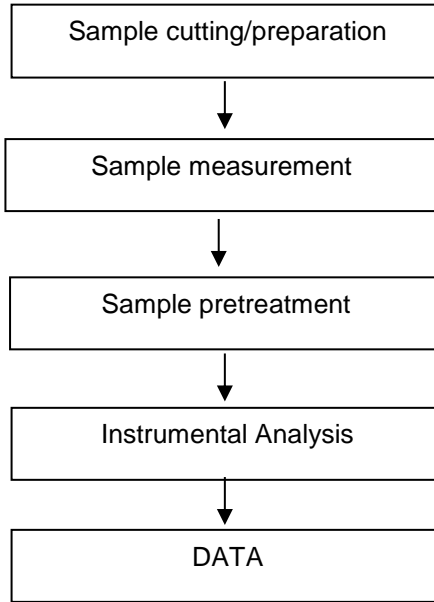 Sample cutting/preparation
Sample measurement
Sample pretreatment
Instrumental Analysis
DATA